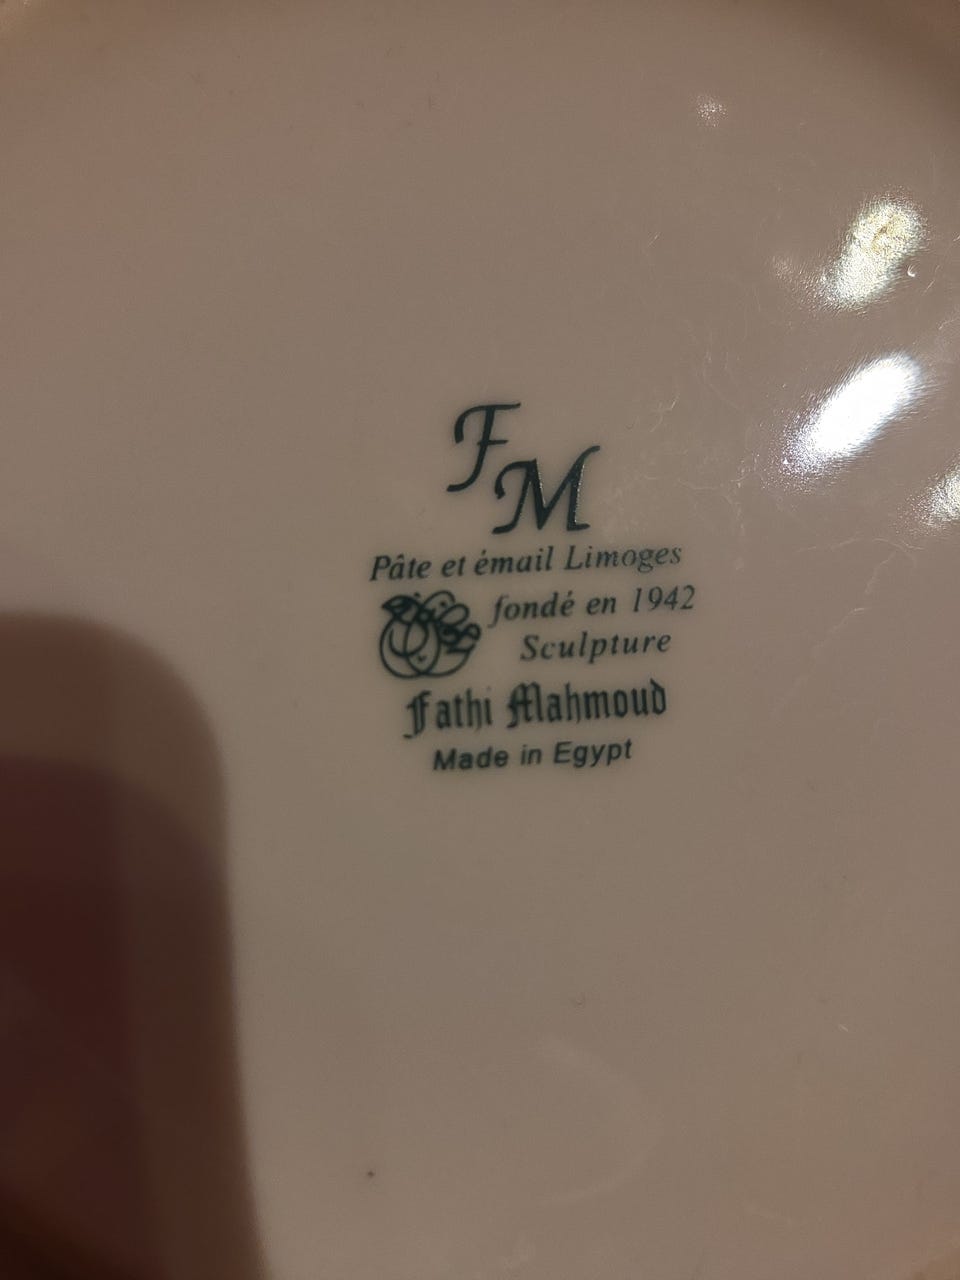 FM
Pâte et émail Limoges
fondé en 1942
Sculpture
Fathi Mahmoud
Made in Egypt